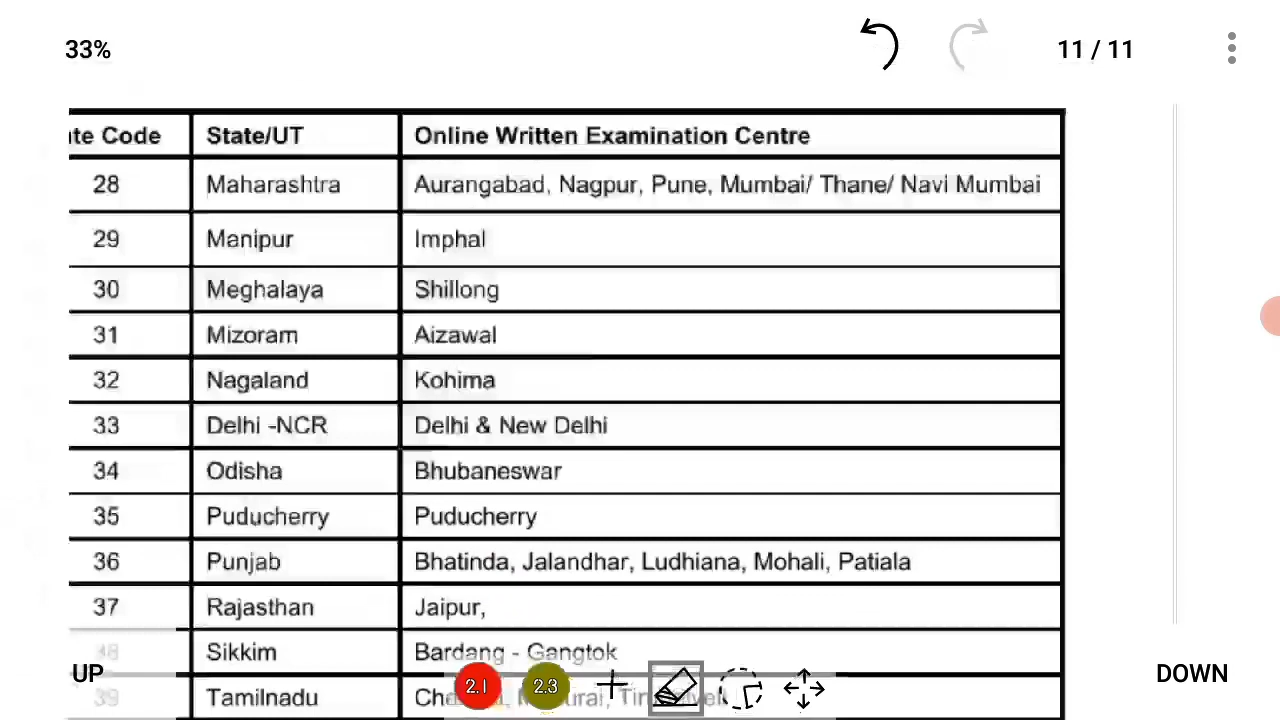 33%
11 / 11
te Code State/UT Online Written Examination Centre
28 Maharashtra Aurangabad, Nagpur, Pune, Mumbai/ Thane/ Navi Mumbai
29 Manipur Imphal
30 Meghalaya Shillong
31 Mizoram Aizawal
32 Nagaland Kohima
33 Delhi -NCR Delhi & New Delhi
34 Odisha Bhubaneswar
35 Puducherry Puducherry
36 Punjab Bhatinda, Jalandhar, Ludhiana, Mohali, Patiala
37 Rajasthan Jaipur,
Sikkim Bardang - Gangtok
39 Tamilnadu
UP 2.1 2.3 DOWN